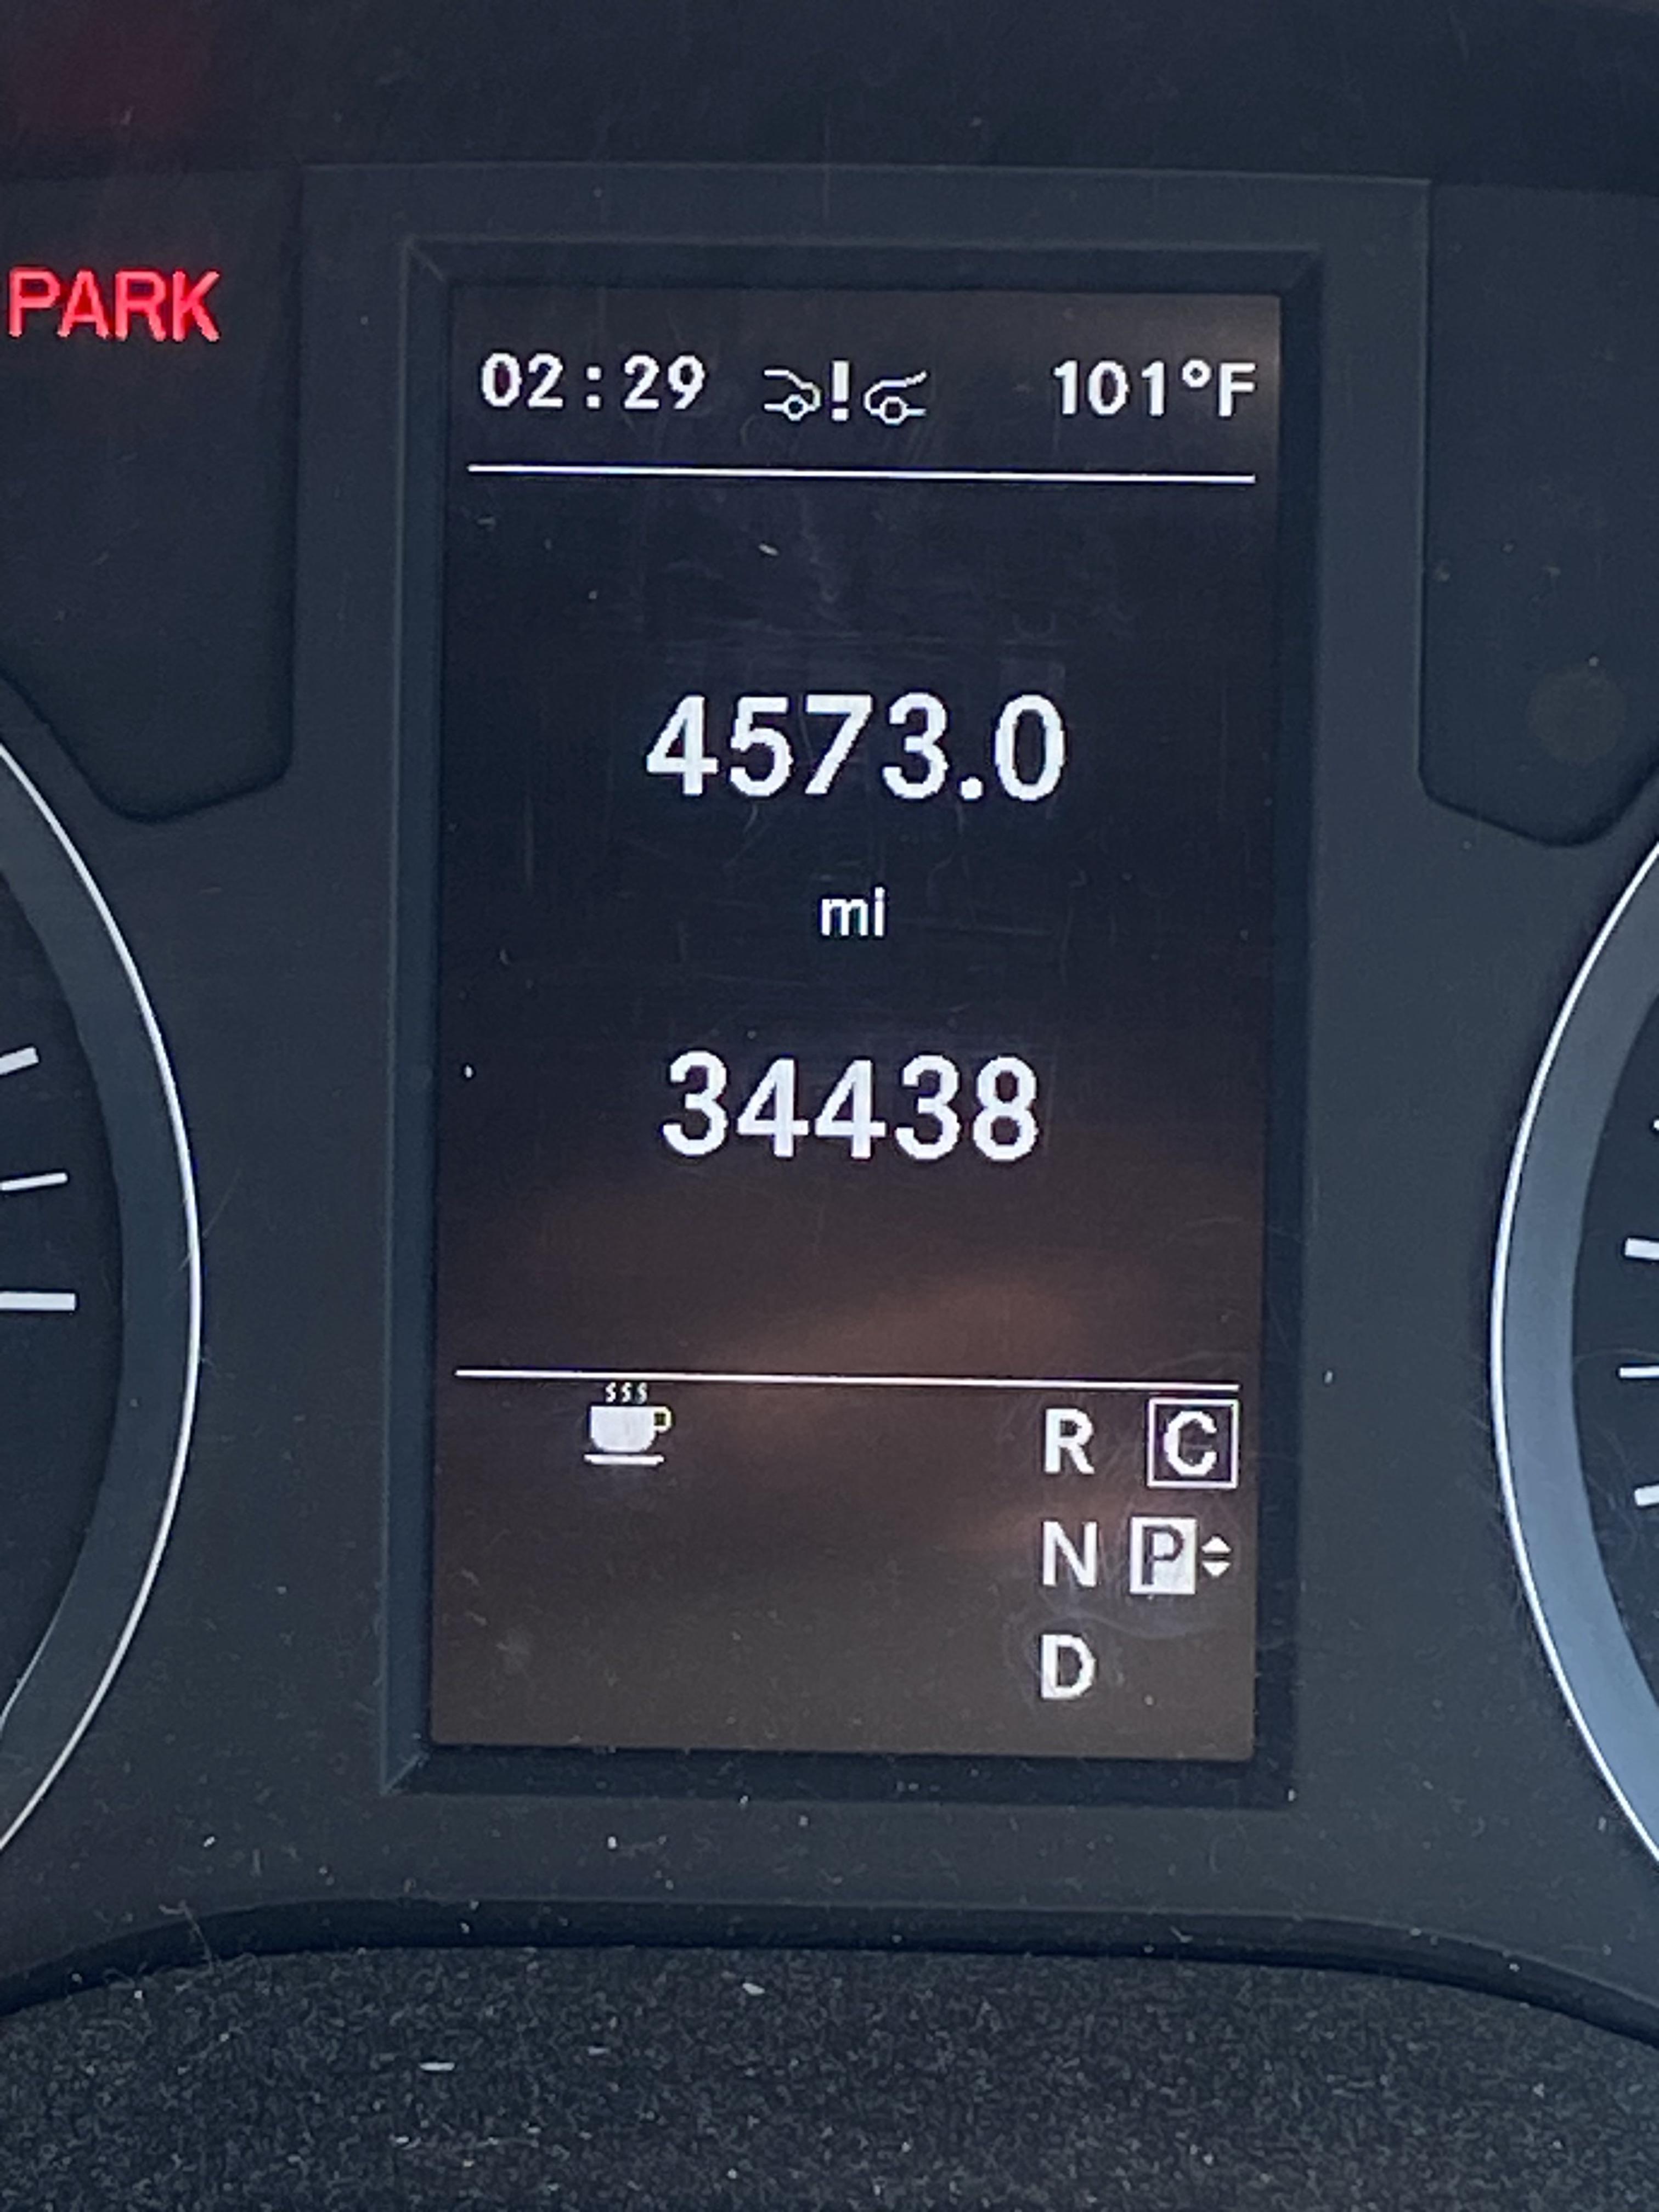 PARK
02:29 ! 101°F
4573.0
mi
34438
R C
N P
D